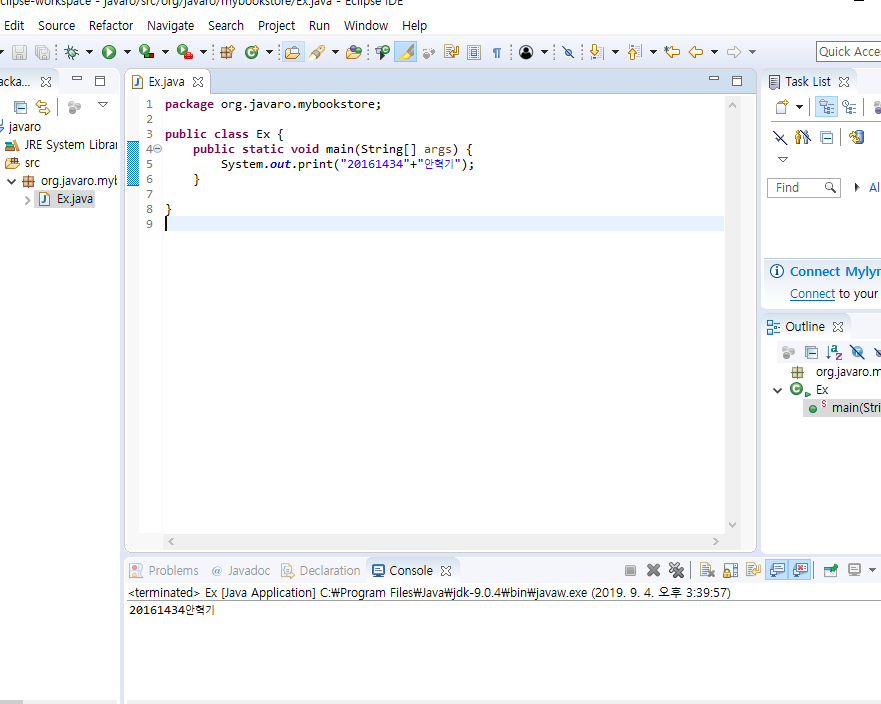 clipse-workspace - javaro/src/org/javaro/mybookstore/Ex.java - Eclipse IDE
Edit Source Refactor Navigate Search Project Run Window Help
Quick Acce
acka...
Ex.java
Task List
javaro
JRE System Librar
src
org.javaro.myb
Ex.java
1 package org.javaro.mybookstore;
2
3 public class Ex {
4 public static void main(String[] args) {
5 System.out.print("20161434"+"안혁기");
6 }
7
8 }
9
Find
Al
Connect Mylyn
Connect to your
Outline
org.javaro.m
Ex
S main(Stri
Problems @ Javadoc Declaration Console
<terminated> Ex [Java Application] C:₩Program Files₩Java₩jdk-9.0.4₩bin₩javaw.exe (2019. 9. 4. 오후 3:39:57)
20161434안혁기